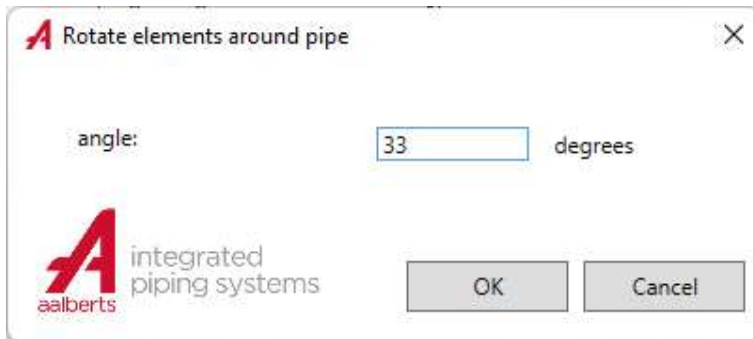 Rotate elements around pipe
angle: 33 degrees
integrated
piping systems
aalberts
OK Cancel